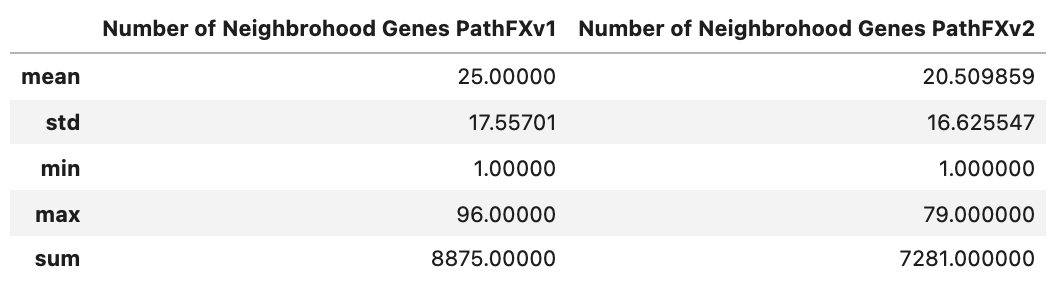 Number of Neighbrohood Genes PathFXv1 Number of Neighbrohood Genes PathFXv2
mean 25.00000 20.509859
std 17.55701 16.625547
min 1.00000 1.000000
max 96.00000 79.000000
sum 8875.00000 7281.000000